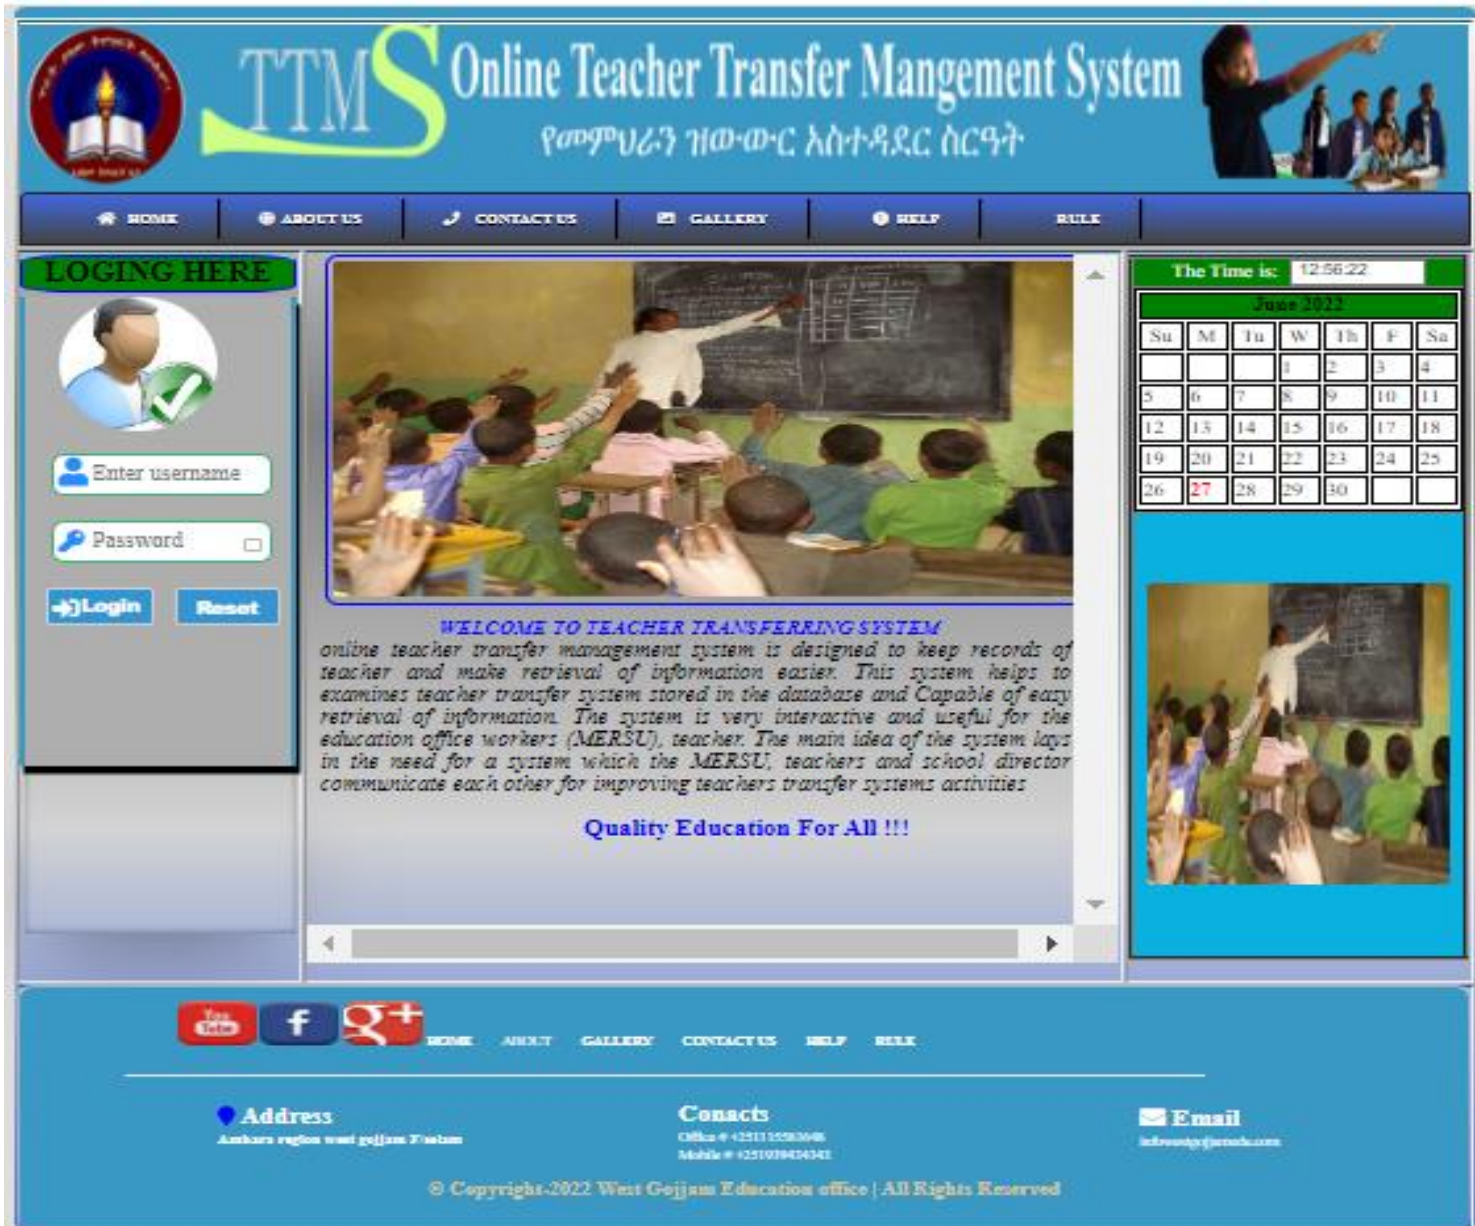 TTMS
Online Teacher Transfer Mangement System
የመምህራን ዝውውር አስተዳደር ስርዓት
HOME ABOUT US CONTACT US GALLERY HELP RULE
LOGING HERE
Enter username
Password
Login Reset
WELCOME TO TEACHER TRANSFERRING SYSTEM
online teacher transfer management system is designed to keep records of
teacher and make retrieval of information easier. This system helps to
examines teacher transfer system stored in the database and Capable of easy
retrieval of information. The system is very interactive and useful for the
education office workers (MERSU), teacher. The main idea of the system lays
in the need for a system which the MERSU, teachers and school director
communicate each other for improving teachers transfer systems activities
Quality Education For All !!!
The Time is: 12:56:22
June 2022
Su M Tu W Th F Sa
1 2 3 4
5 6 7 8 9 10 11
12 13 14 15 16 17 18
19 20 21 22 23 24 25
26 27 28 29 30
You Tube f g+
HOME ABOUT GALLERY CONTACT US HELP RULE
Address
Amhara region west gojjam
Conacts
Office #
Mobile #
Email
© Copyright-2022 West Gojjam Education office | All Rights Reserved